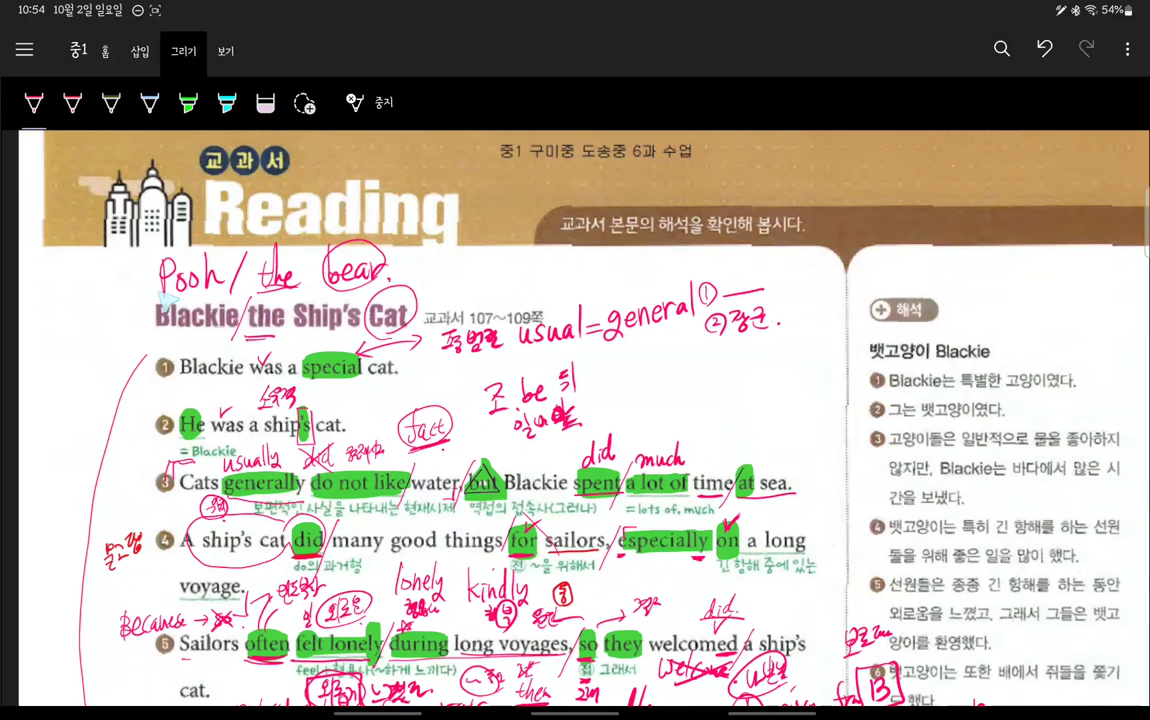 10:54 10월 2일 일요일 54%
중1 홈 삽입 그리기 보기
중지
중1 구미중 도송중 6과 수업
교과서
Reading
교과서 본문의 해석을 확인해 봅시다.
Pooh / the bear.
Blackie the Ship's Cat 교과서 107~109쪽
usual = general ①
② 장군.
1 Blackie was a special cat.
조 be 듸
소유격
2 He was a ship's cat.
= Blackie
fact
usually did
did much
3 Cats generally do not like water, but Blackie spent a lot of time at sea.
보편적인 사실을 나타내는 현재시제 역접의 접속사(그러나) = lots of, much
4 A ship's cat did many good things for sailors, especially on a long
do의 과거형 전 ~을 위해서 긴 항해 중에 있는
voyage.
lonely kindly
Because
외로운
did.
5 Sailors often felt lonely during long voyages, so they welcomed a ship's
feel+형용사(~하게 느끼다) 접 그래서
welcome
cat.
them
13
해석
뱃고양이 Blackie
1 Blackie는 특별한 고양이였다.
2 그는 뱃고양이였다.
3 고양이들은 일반적으로 물을 좋아하지
않지만, Blackie는 바다에서 많은 시
간을 보냈다.
4 뱃고양이는 특히 긴 항해를 하는 선원
들을 위해 좋은 일을 많이 했다.
5 선원들은 종종 긴 항해를 하는 동안
외로움을 느꼈고, 그래서 그들은 뱃고
양이를 환영했다.
6 뱃고양이는 또한 배에서 쥐들을 쫓기
도 했다.